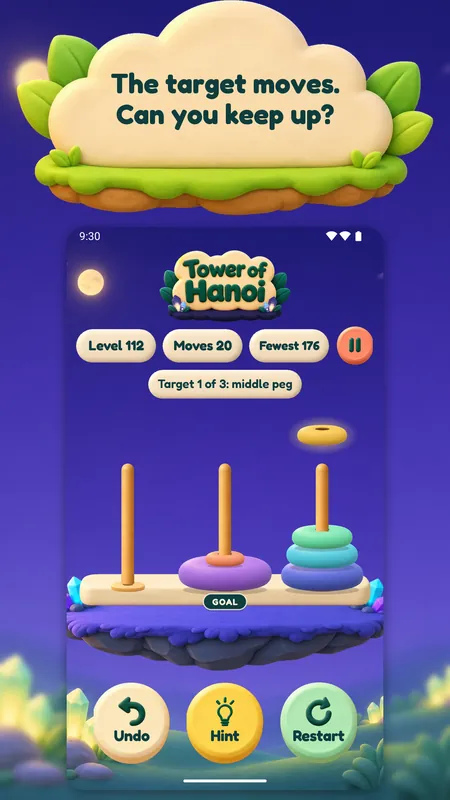 The target moves.
Can you keep up?
9:30
Tower of
Hanoi
Level 112
Moves 20
Fewest 176
Target 1 of 3: middle peg
GOAL
Undo
Hint
Restart